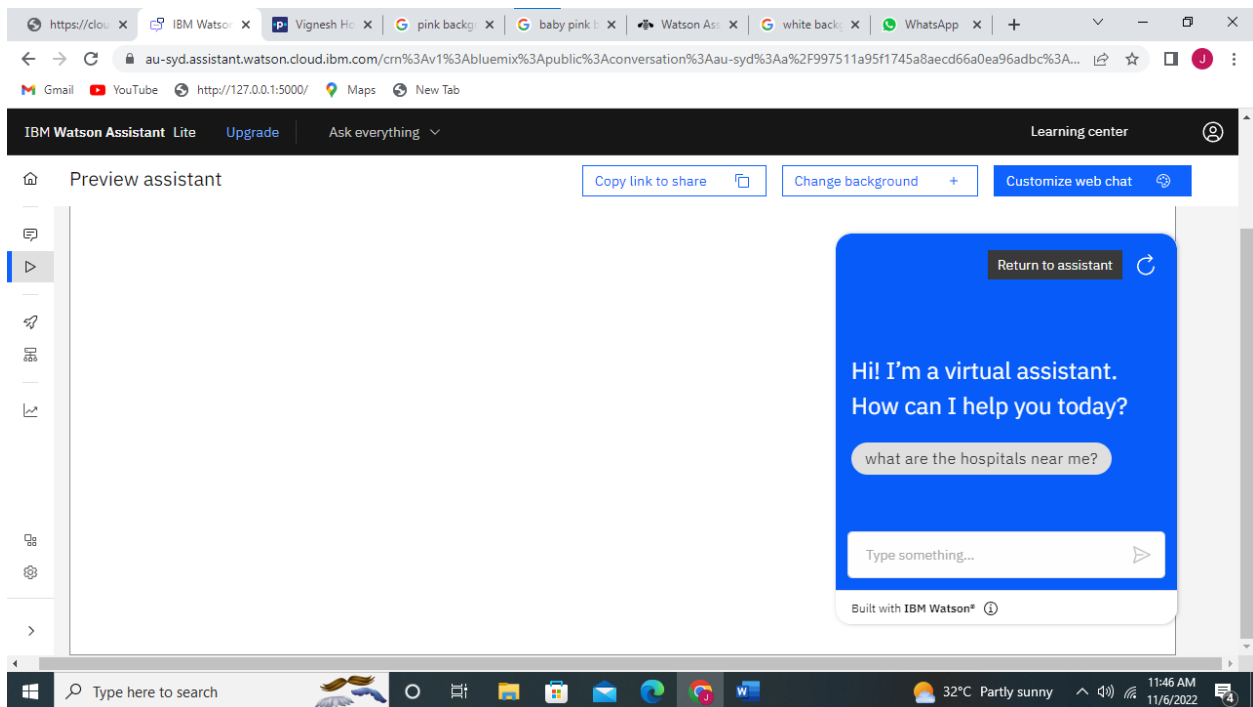 https://clou
IBM Watson
Vignesh Ho
pink backg
baby pink b
Watson Ass
white back
WhatsApp
au-syd.assistant.watson.cloud.ibm.com/crn%3Av1%3Abluemix%3Apublic%3Aconversation%3Aau-syd%3Aa%2F997511a95f1745a8aecd66a0ea96adbc%3A...
J
Gmail
YouTube
http://127.0.0.1:5000/
Maps
New Tab
IBM Watson Assistant Lite
Upgrade
Ask everything
Learning center
Preview assistant
Copy link to share
Change background +
Customize web chat
Return to assistant
Hi! I'm a virtual assistant.
How can I help you today?
what are the hospitals near me?
Type something...
Built with IBM Watson®
Type here to search
32°C Partly sunny
11:46 AM
11/6/2022
4